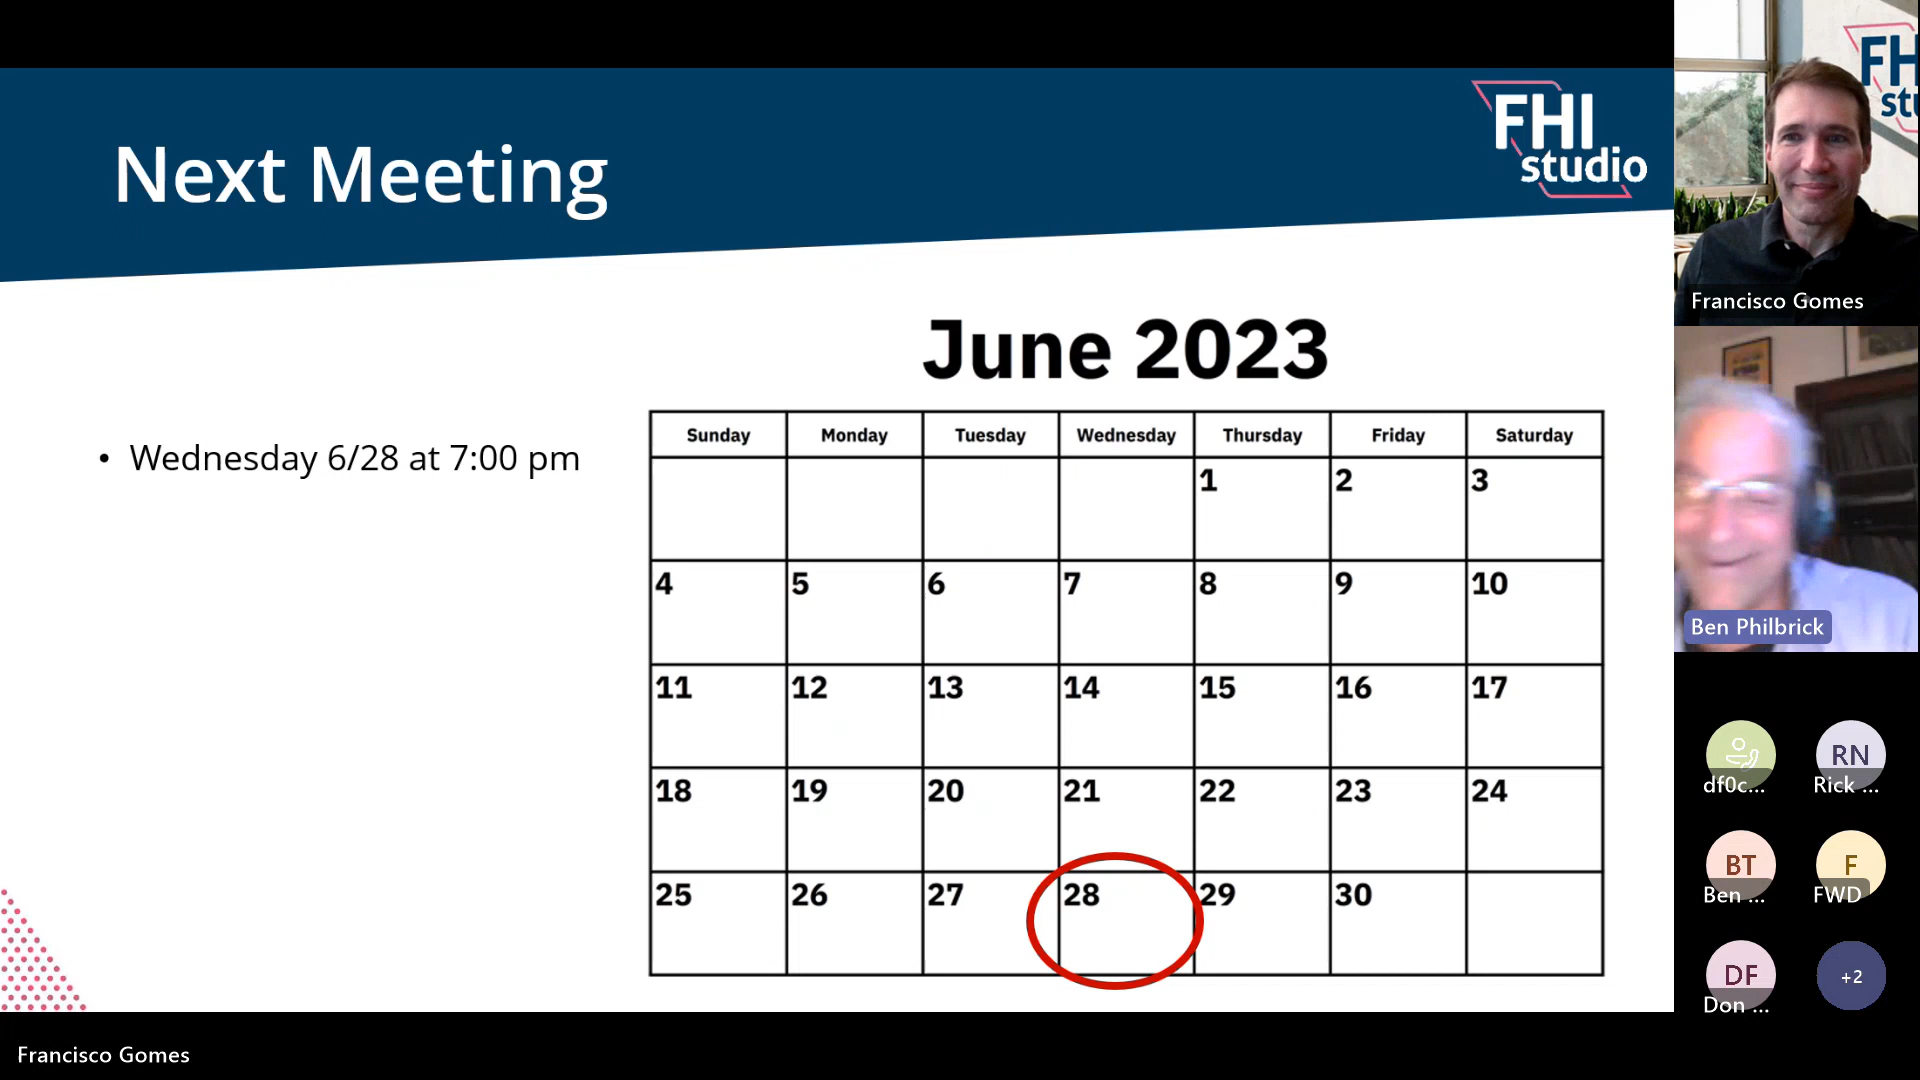 Next Meeting
FHI
studio
• Wednesday 6/28 at 7:00 pm
June 2023
Sunday Monday Tuesday Wednesday Thursday Friday Saturday
1 2 3
4 5 6 7 8 9 10
11 12 13 14 15 16 17
18 19 20 21 22 23 24
25 26 27 28 29 30
FH
stu
Francisco Gomes
Ben Philbrick
RN
df0c... Rick ...
BT F
Ben ... FWD
DF +2
Don ...
Francisco Gomes